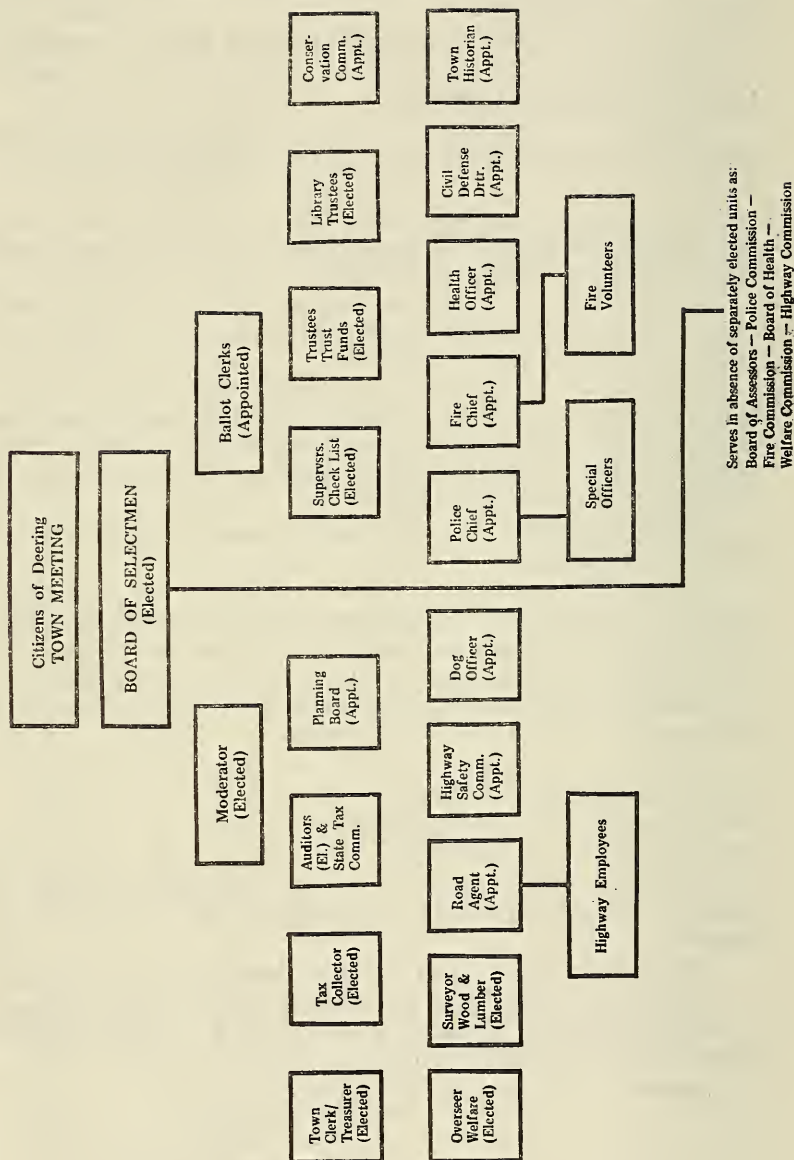 Citizens of Deering
TOWN MEETING
BOARD OF SELECTMEN
(Elected)
Moderator
(Elected)
Ballot Clerks
(Appointed)
Town
Clerk/
Treasurer
(Elected)
Tax
Collector
(Elected)
Auditors
(El.) &
State Tax
Comm.
Planning
Board
(Appt.)
Supervsrs.
Check List
(Elected)
Trustees
Trust
Funds
(Elected)
Library
Trustees
(Elected)
Conser-
vation
Comm.
(Appt.)
Overseer
Welfare
(Elected)
Surveyor
Wood &
Lumber
(Elected)
Road
Agent
(Appt.)
Highway
Safety
Comm.
(Appt.)
Dog
Officer
(Appt.)
Police
Chief
(Appt.)
Fire
Chief
(Appt.)
Health
Officer
(Appt.)
Civil
Defense
Drtr.
(Appt.)
Town
Historian
(Appt.)
Highway Employees
Special
Officers
Fire
Volunteers
Serves in absence of separately elected units as:
Board of Assessors — Police Commission —
Fire Commission — Board of Health —
Welfare Commission — Highway Commission